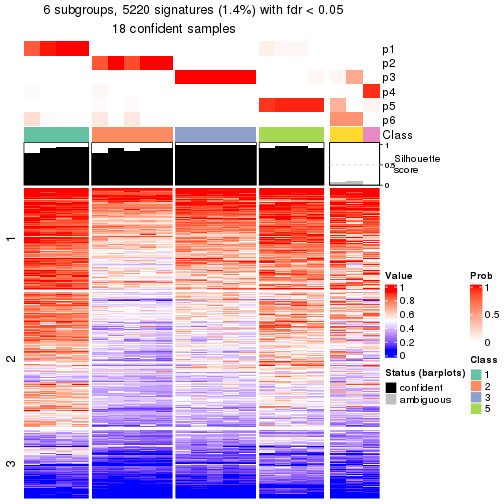 6 subgroups, 5220 signatures (1.4%) with fdr < 0.05
18 confident samples
p1
p2
p3
p4
p5
p6
Class
1
0.5
0
Silhouette
score
1
2
3
Value
1
0.8
0.6
0.4
0.2
0
Status (barplots)
confident
ambiguous
Prob
1
0.5
0
Class
1
2
3
5